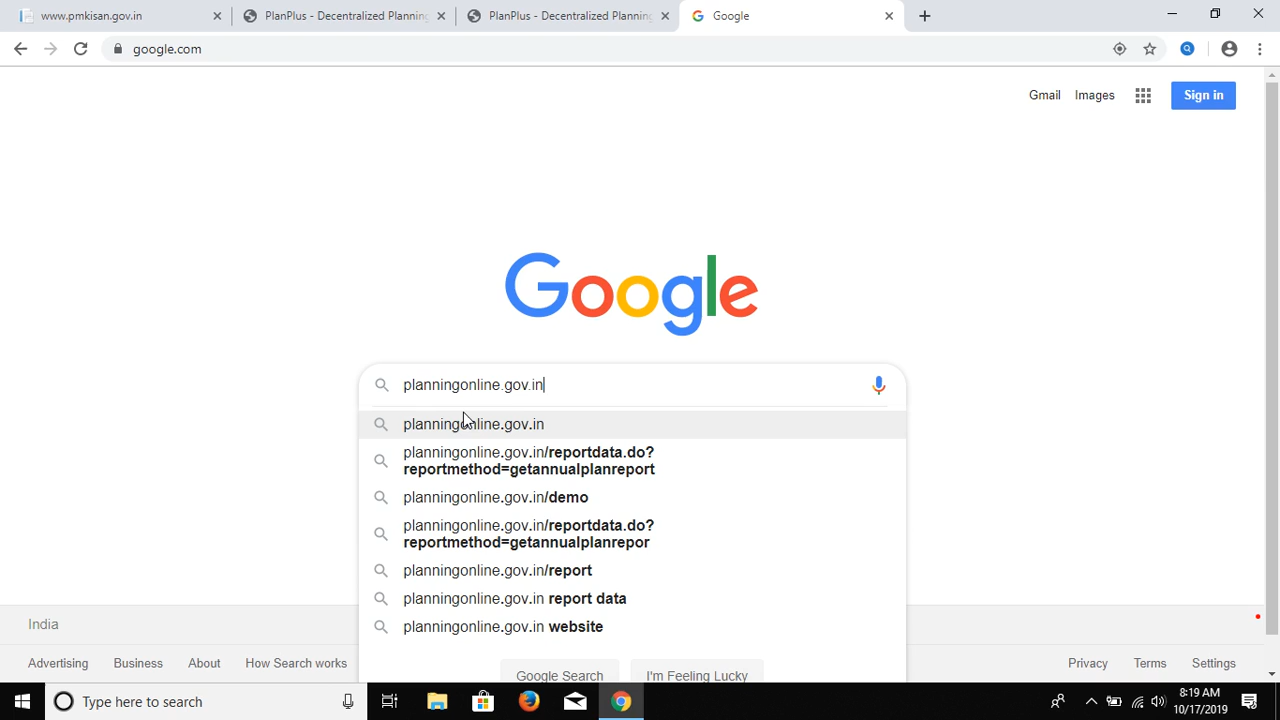 www.pmkisan.gov.in
PlanPlus - Decentralized Planning
PlanPlus - Decentralized Planning
Google
google.com
Gmail Images Sign in
Google
planningonline.gov.in
planningonline.gov.in
planningonline.gov.in/reportdata.do?
reportmethod=getannualplanreport
planningonline.gov.in/demo
planningonline.gov.in/reportdata.do?
reportmethod=getannualplanrepor
planningonline.gov.in/report
planningonline.gov.in report data
planningonline.gov.in website
India
Advertising Business About How Search works
Google Search I'm Feeling Lucky
Privacy Terms Settings
Type here to search
8:19 AM
10/17/2019